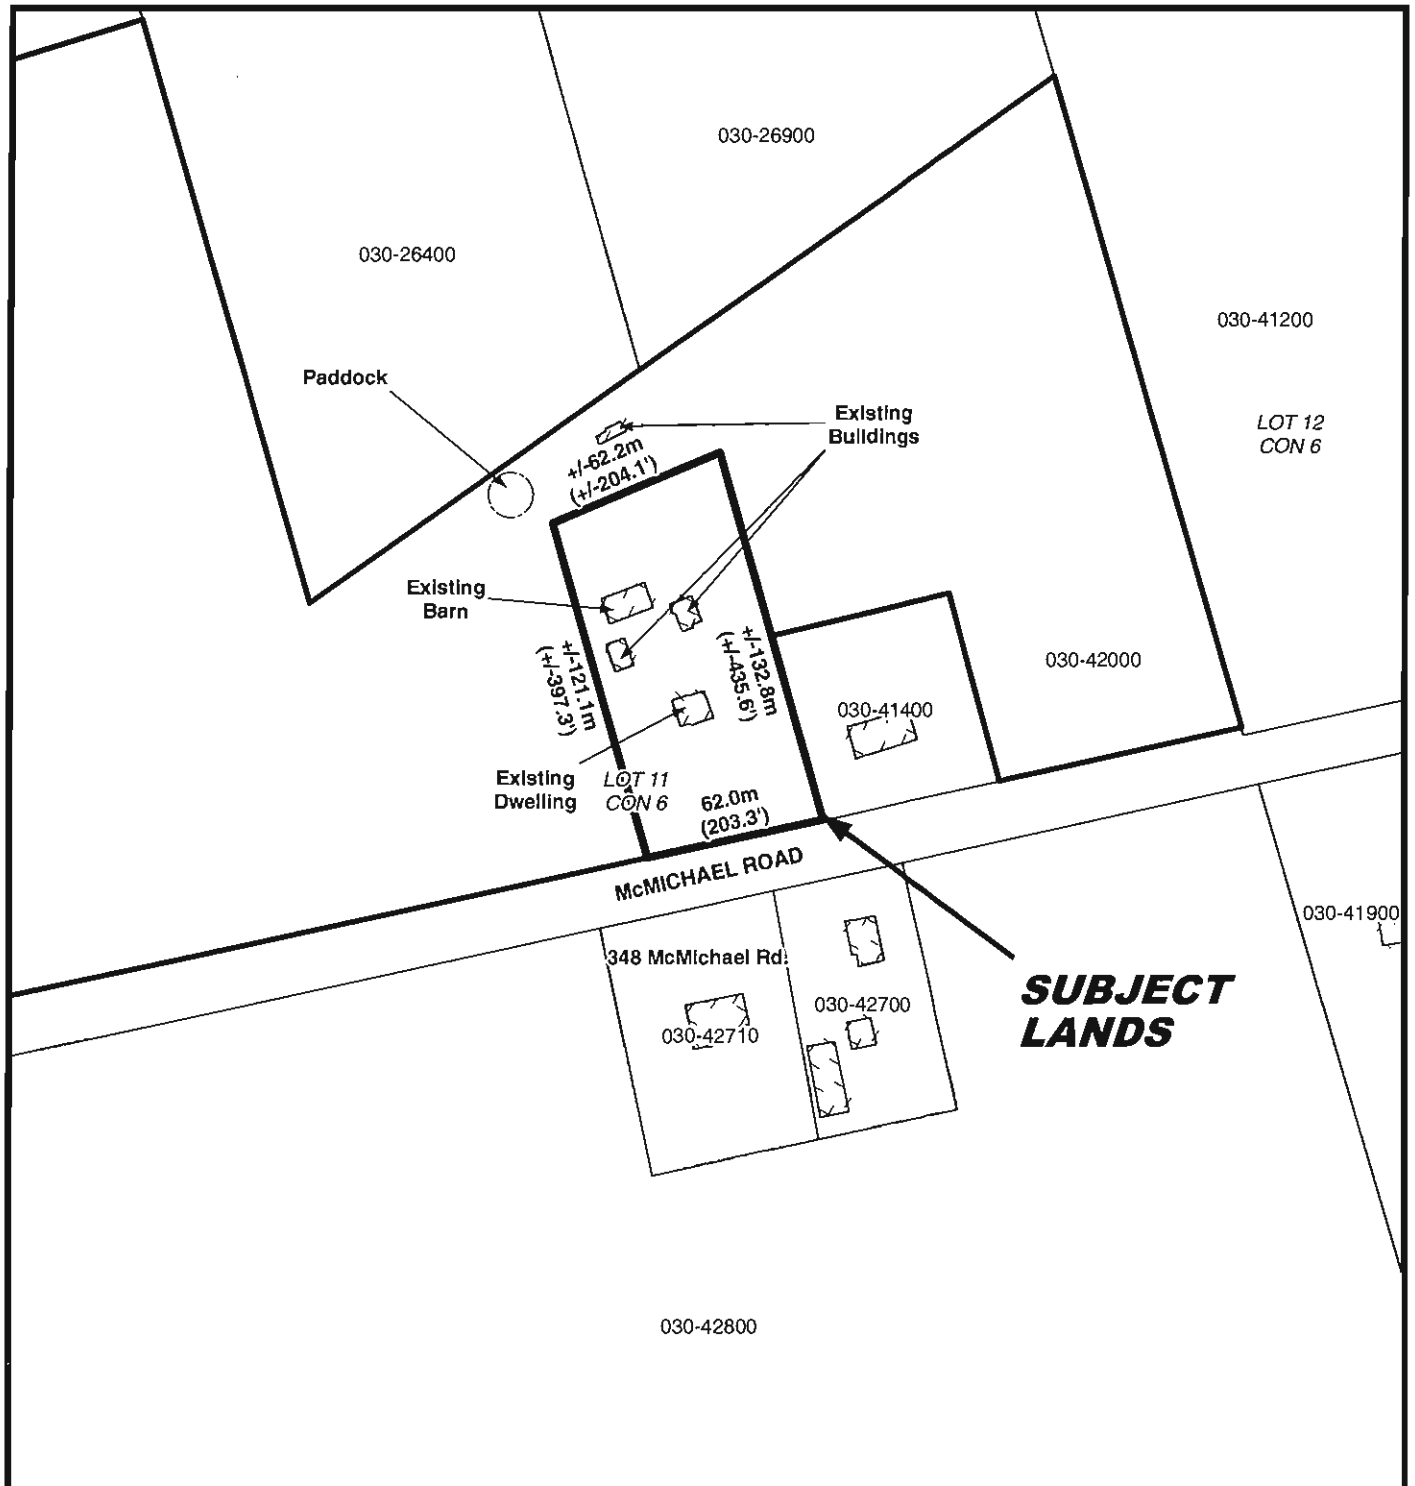 030-26900
030-26400
030-41200
Paddock
Existing
Buildings
LOT 12
CON 6
+/-62.2m
(+/-204.1')
Existing
Barn
+/-121.1m
(+/-397.3')
+/-132.8m
(+/-435.6')
030-42000
030-41400
Existing
Dwelling
LOT 11
CON 6
62.0m
(203.3')
McMICHAEL ROAD
030-41900
348 McMichael Rd.
030-42700
030-42710
SUBJECT
LANDS
030-42800